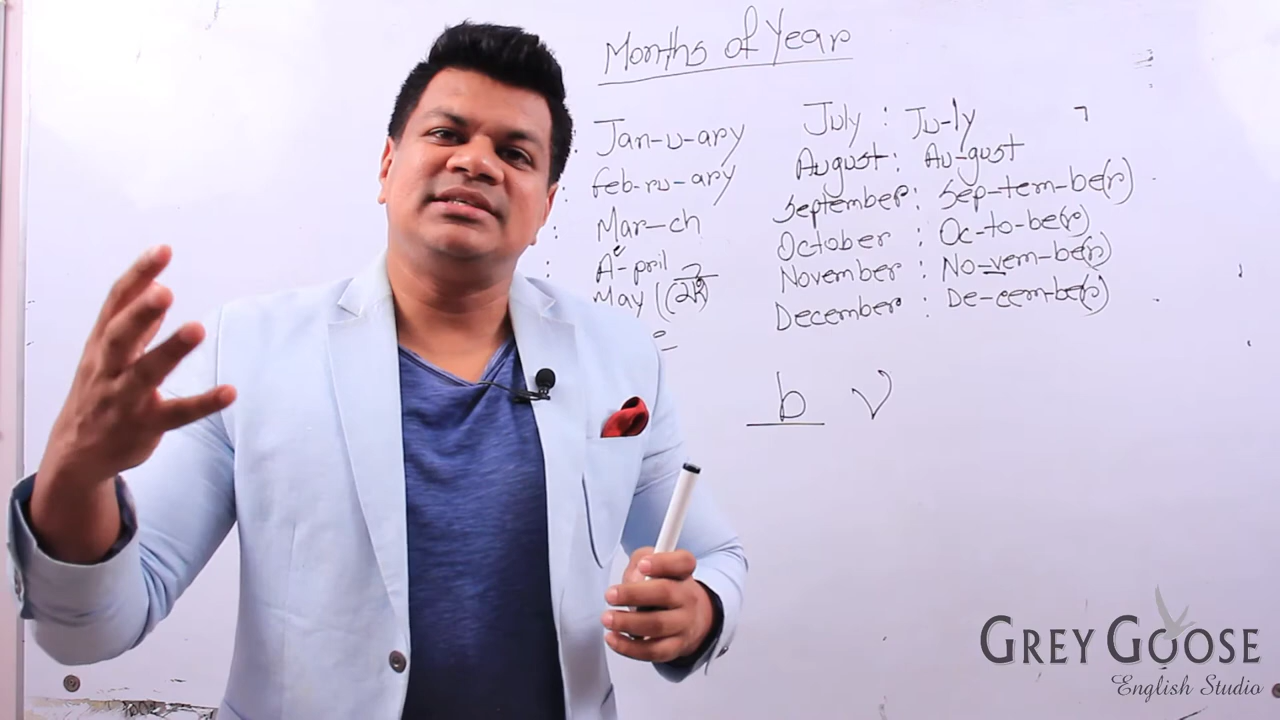 Months of Year
Jan-u-ary
Feb-ru-ary
Mar-ch
A-pril
May
July : Ju-ly
August : Au-gust
September : Sep-tem-be(r)
October : Oc-to-be(r)
November : No-vem-be(r)
December : De-cem-be(r)
b v
GREY GOOSE
English Studio